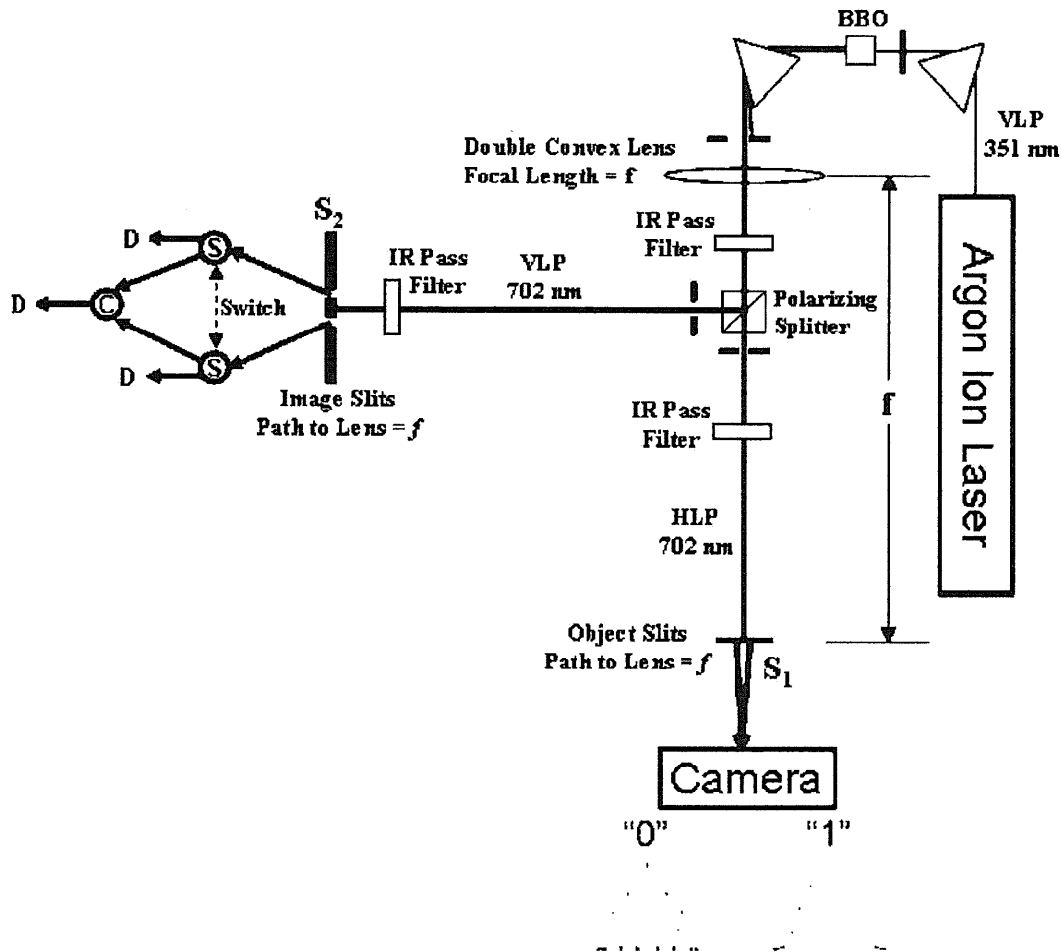 BBO
VLP
351 nm
Double Convex Lens
Focal Length = f
S2
D
S
IR Pass
Filter
VLP
702 nm
IR Pass
Filter
Polarizing
Splitter
D
C
Switch
D
S
Image Slits
Path to Lens = f
IR Pass
Filter
f
Argon Ion Laser
HLP
702 nm
Object Slits
Path to Lens = f
S1
Camera
“0”
“1”